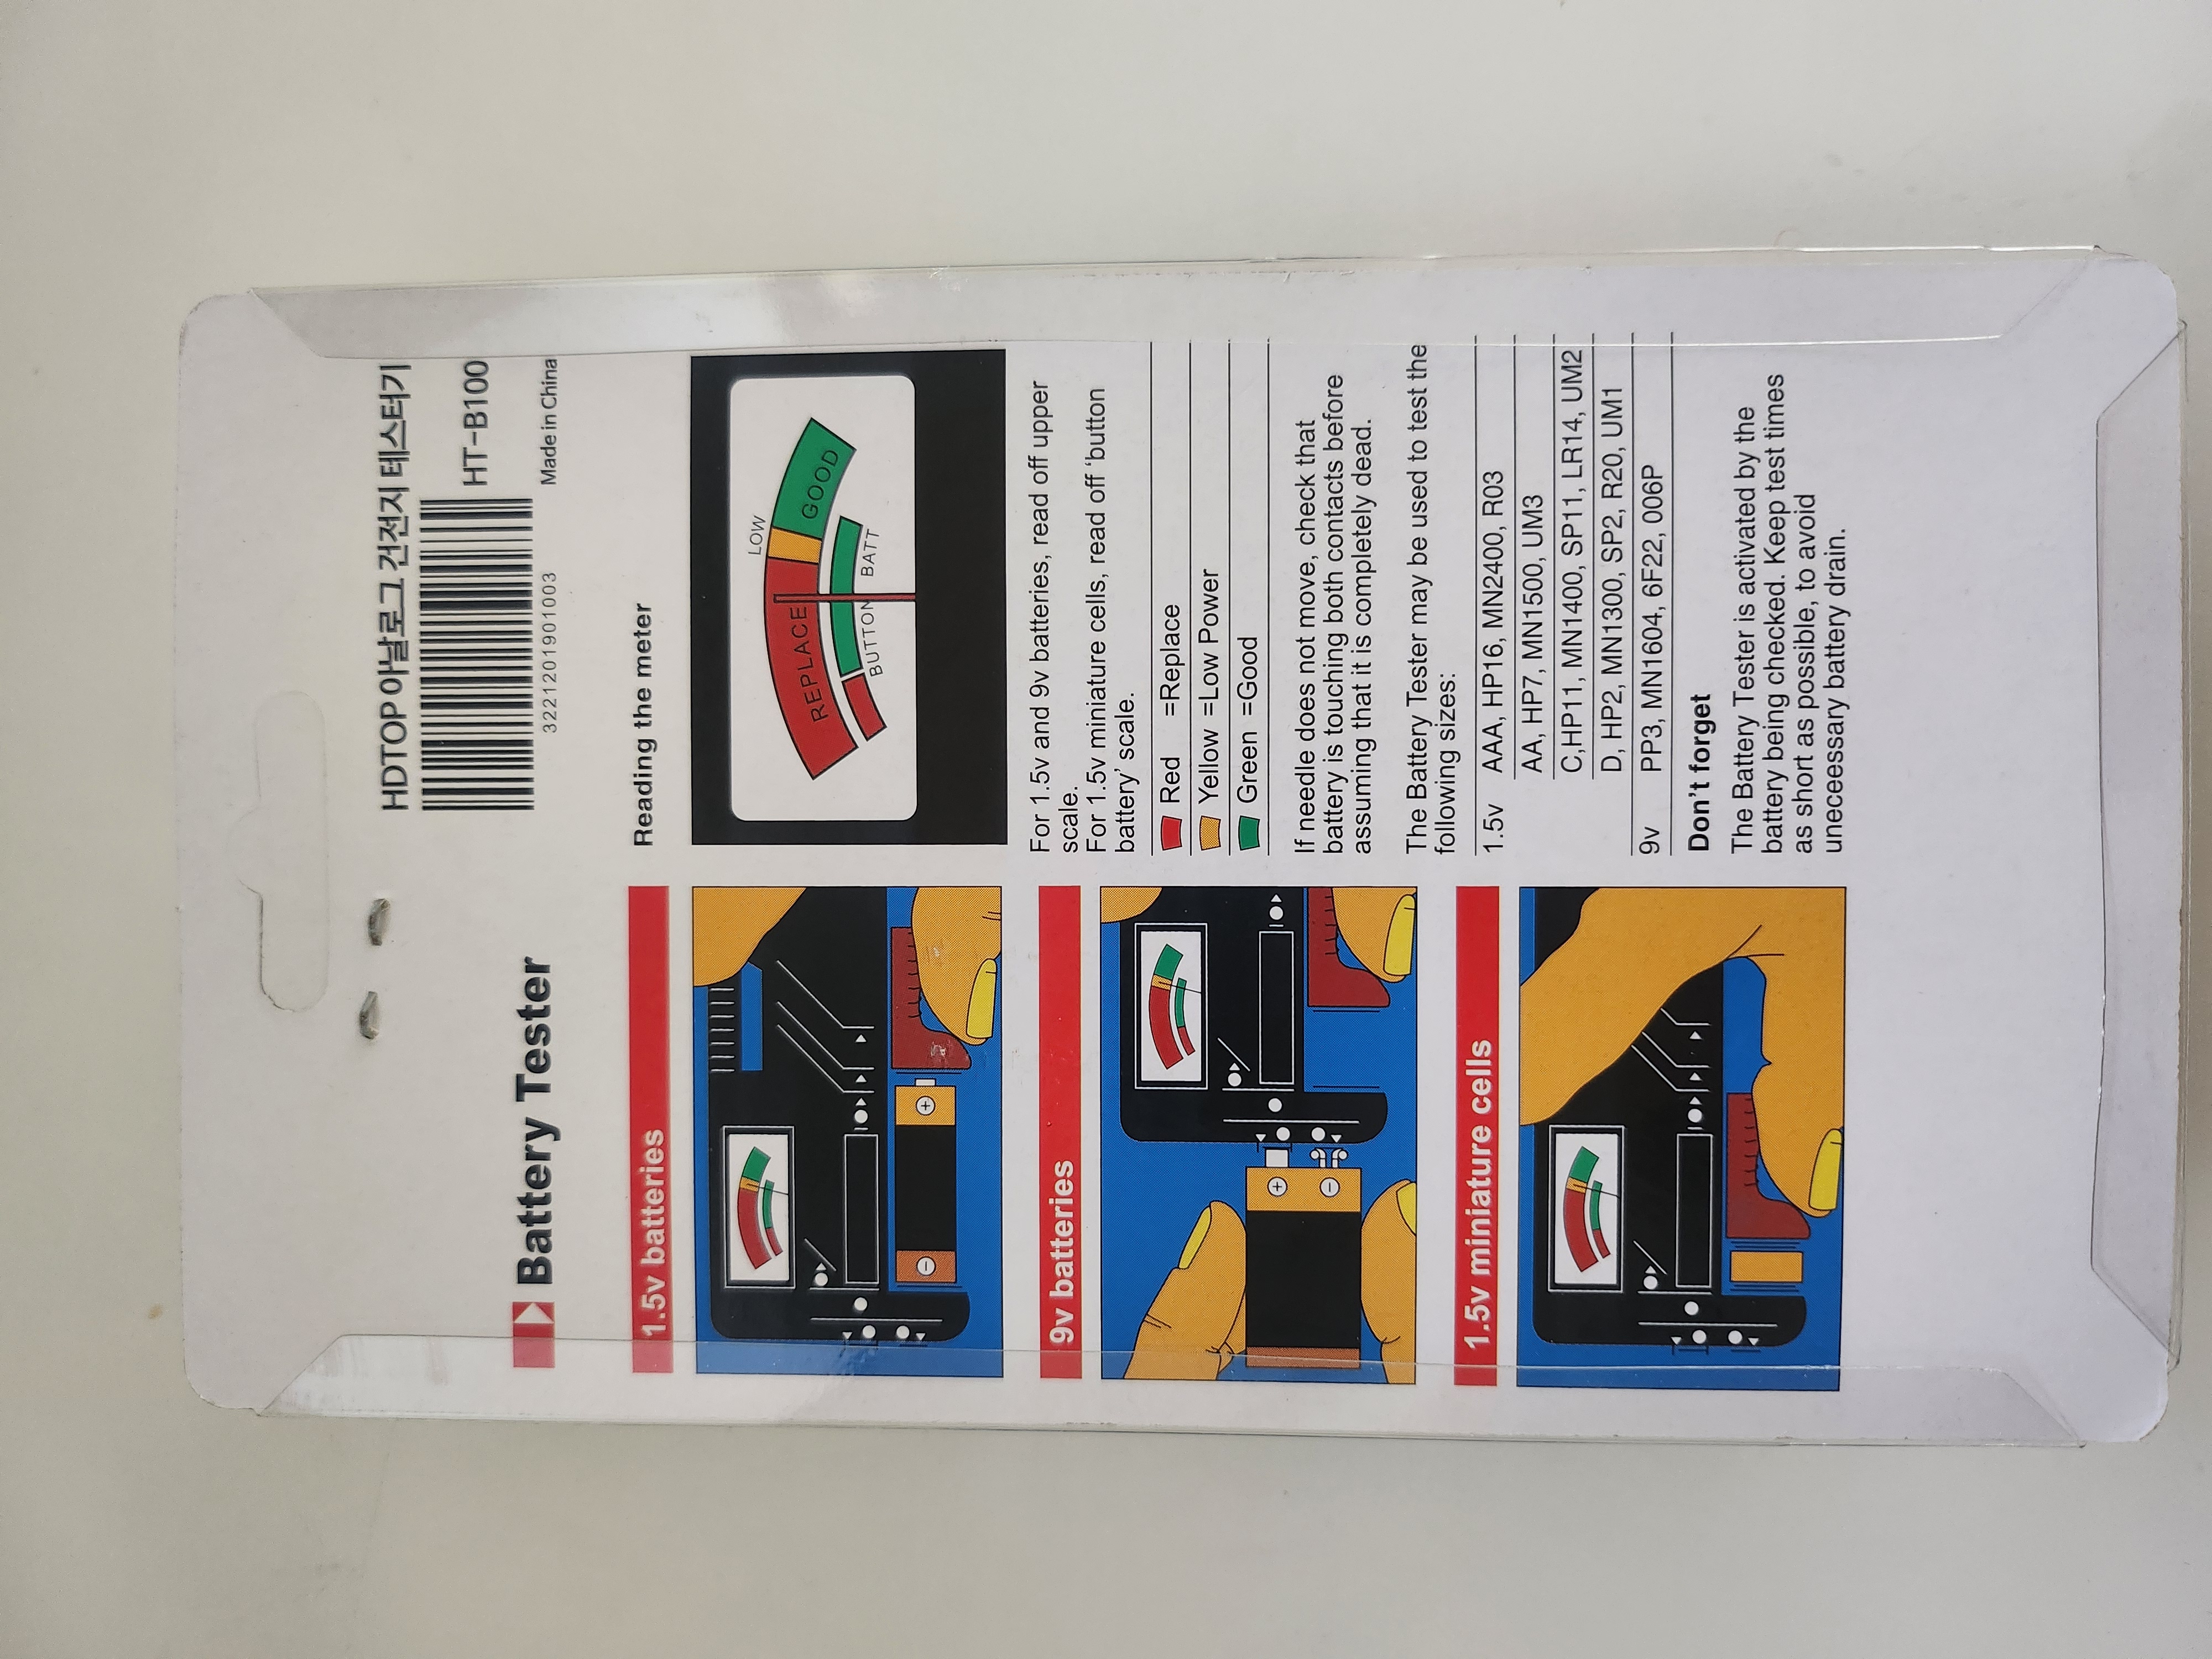 HDTOP 아날로그 건전지 테스터기
HT-B100
3221201901003
Made in China
Battery Tester
1.5v batteries
9v batteries
1.5v miniature cells
Reading the meter
LOW
REPLACE
GOOD
BUTTON BATT
For 1.5v and 9v batteries, read off upper
scale.
For 1.5v miniature cells, read off ‘button
battery’ scale.
Red =Replace
Yellow =Low Power
Green =Good
If needle does not move, check that
battery is touching both contacts before
assuming that it is completely dead.
The Battery Tester may be used to test the
following sizes:
1.5v AAA, HP16, MN2400, R03
AA, HP7, MN1500, UM3
C,HP11, MN1400, SP11, LR14, UM2
D, HP2, MN1300, SP2, R20, UM1
9v PP3, MN1604, 6F22, 006P
Don't forget
The Battery Tester is activated by the
battery being checked. Keep test times
as short as possible, to avoid
uneceessary battery drain.